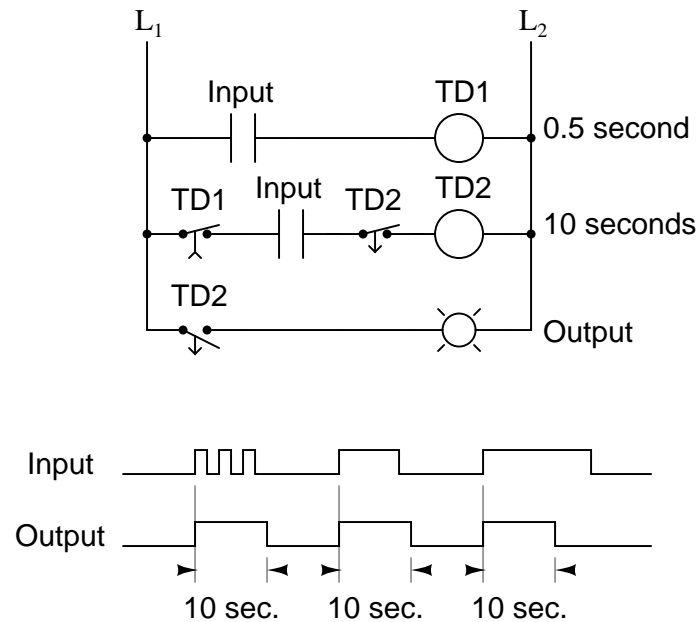 L1 L2
Input TD1
0.5 second
TD1 Input TD2 TD2
10 seconds
TD2
Output
Input
Output
10 sec. 10 sec. 10 sec.